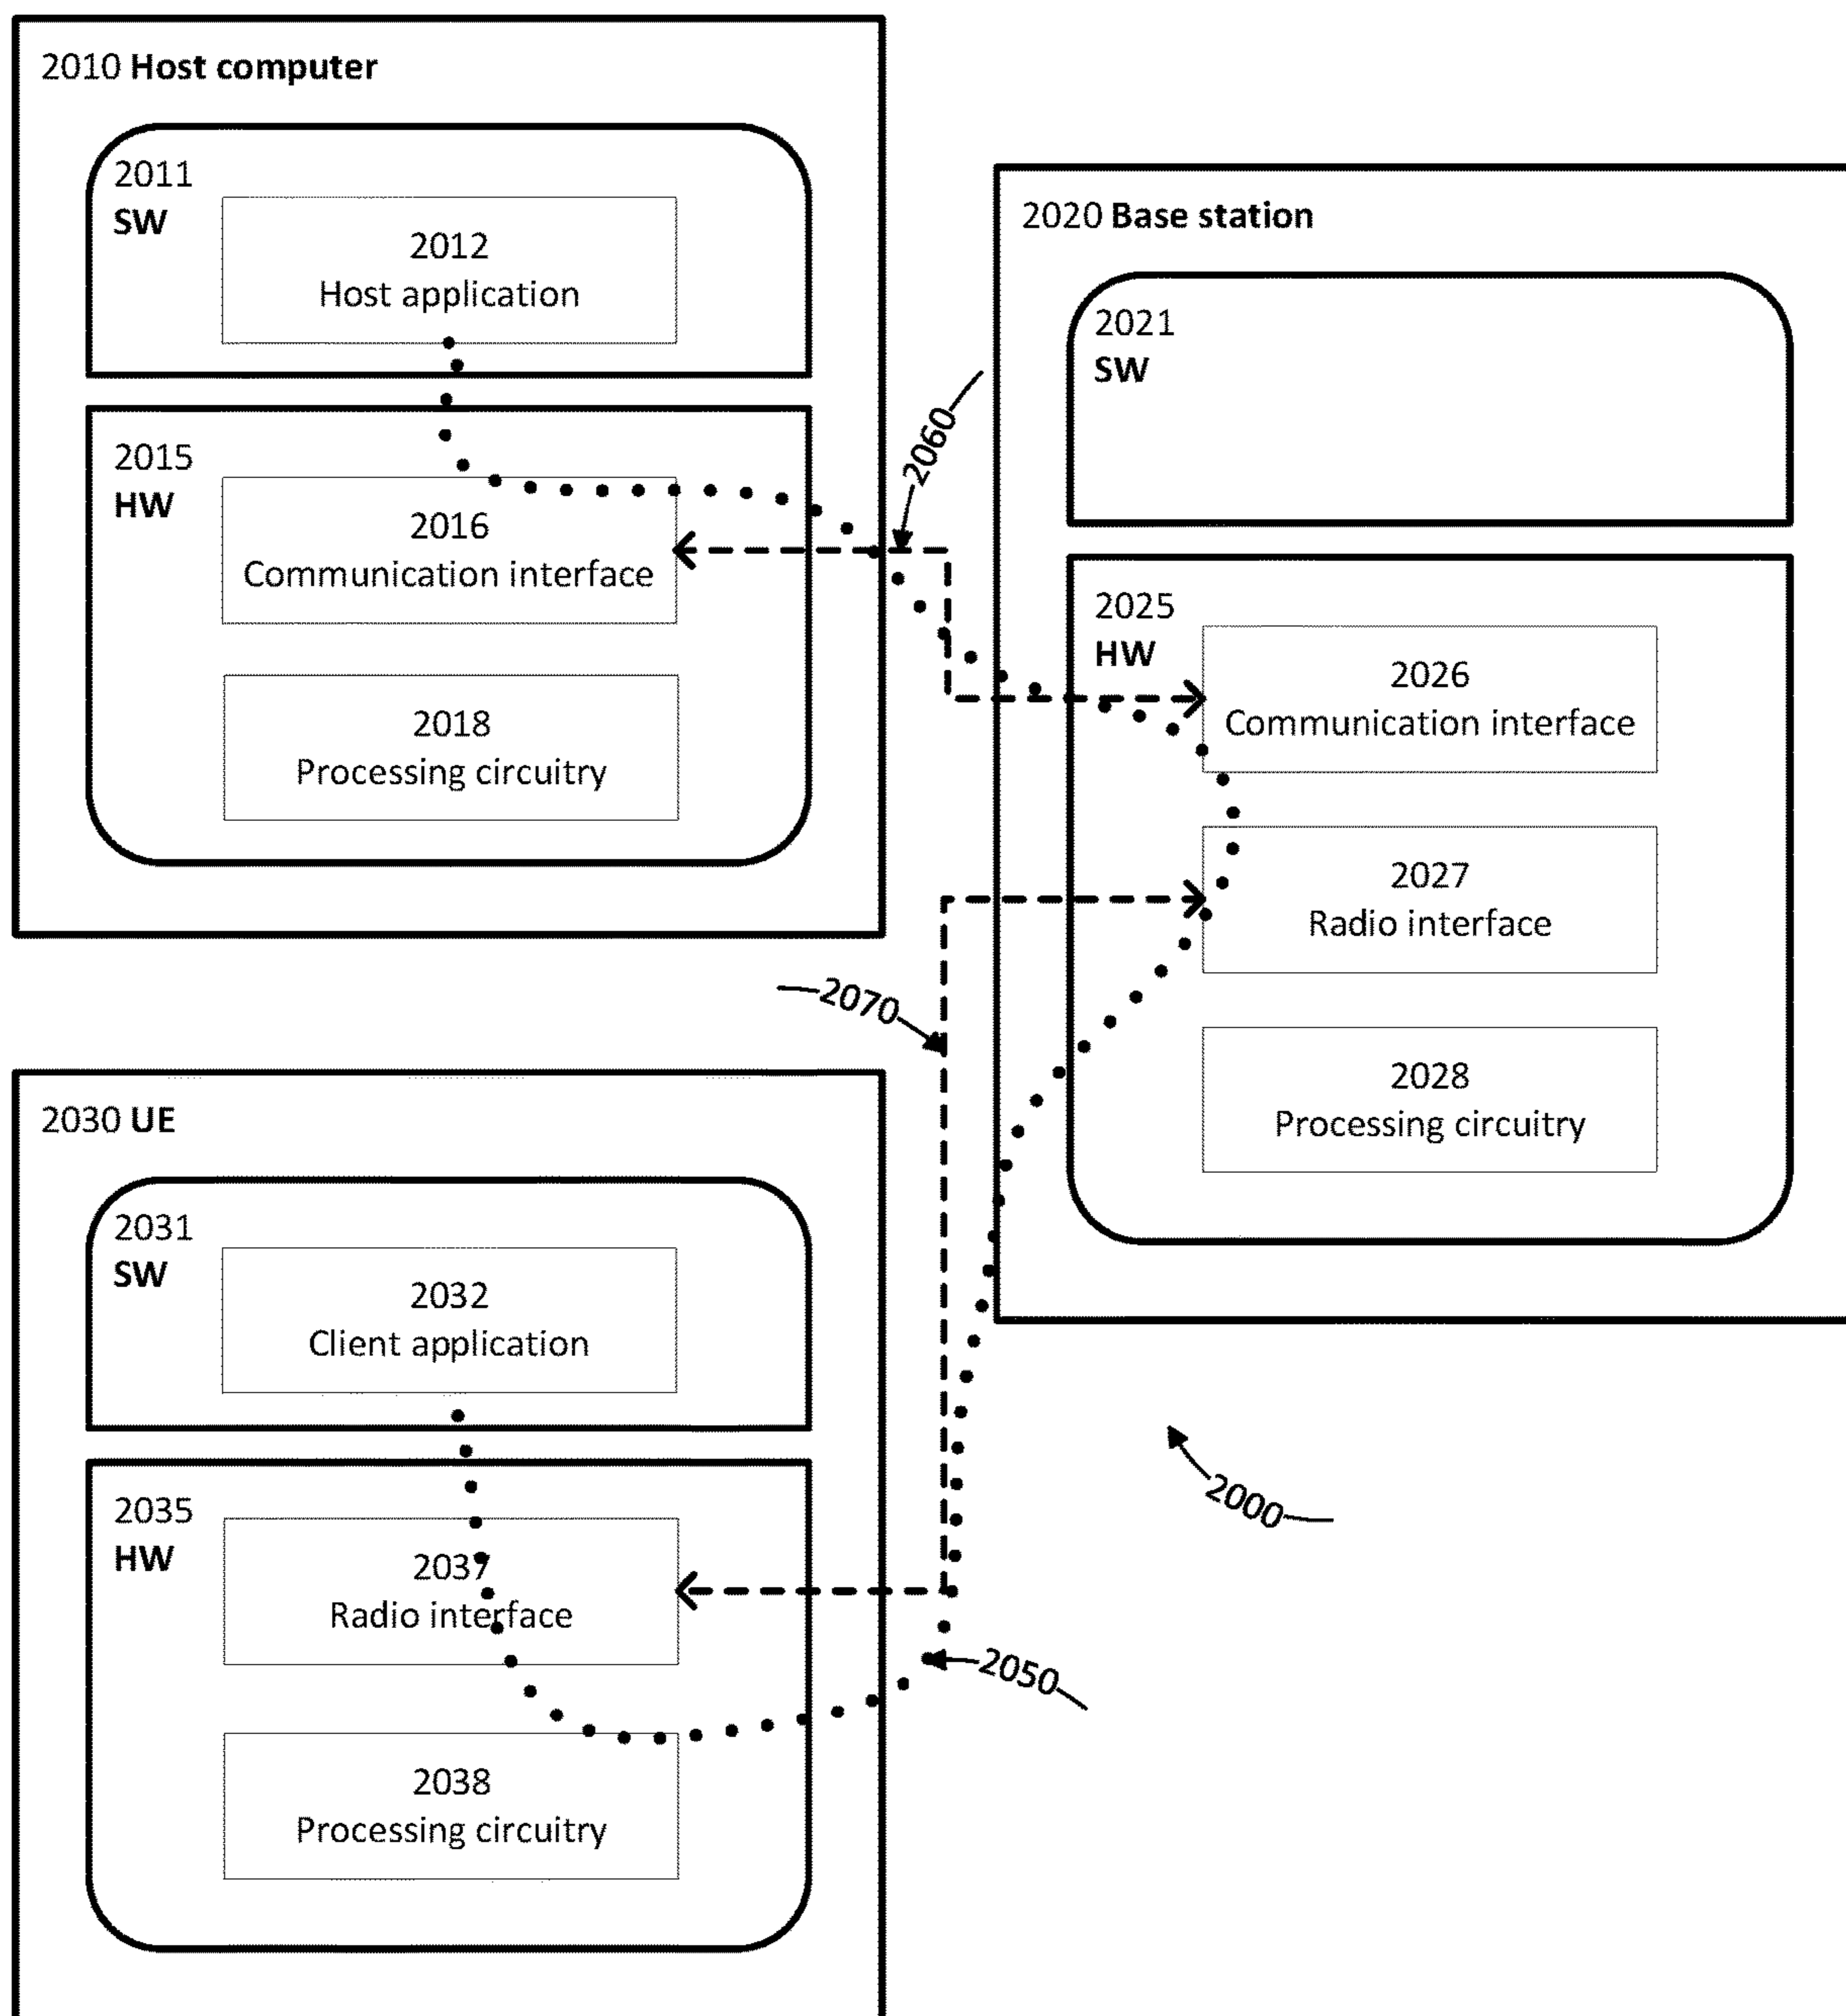 2010 Host computer
2011
SW
2012
Host application
2015
HW
2016
Communication interface
2018
Processing circuitry
2060
2020 Base station
2021
SW
2025
HW
2026
Communication interface
2027
Radio interface
2028
Processing circuitry
2070
2030 UE
2031
SW
2032
Client application
2035
HW
2037
Radio interface
2038
Processing circuitry
2050
2000